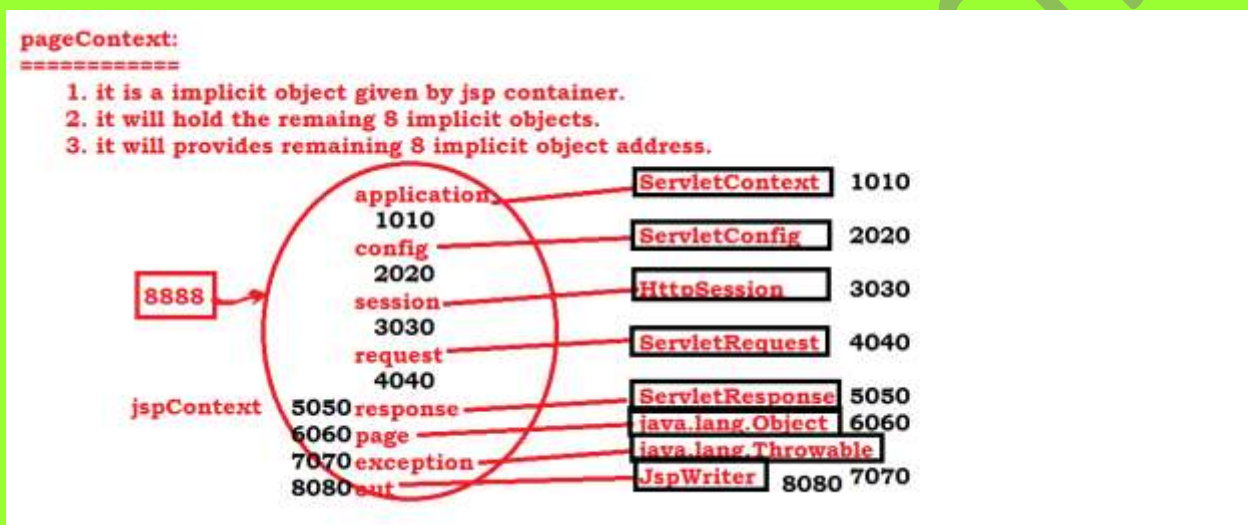 pageContext:
============
1. it is a implicit object given by jsp container.
2. it will hold the remaing 8 implicit objects.
3. it will provides remaining 8 implicit object address.
application ServletContext 1010
1010
config ServletConfig 2020
2020
8888 session HttpSession 3030
3030
request ServletRequest 4040
4040
jspContext 5050 response ServletResponse 5050
6060 page java.lang.Object 6060
7070 exception java.lang.Throwable
8080 out JspWriter 8080 7070